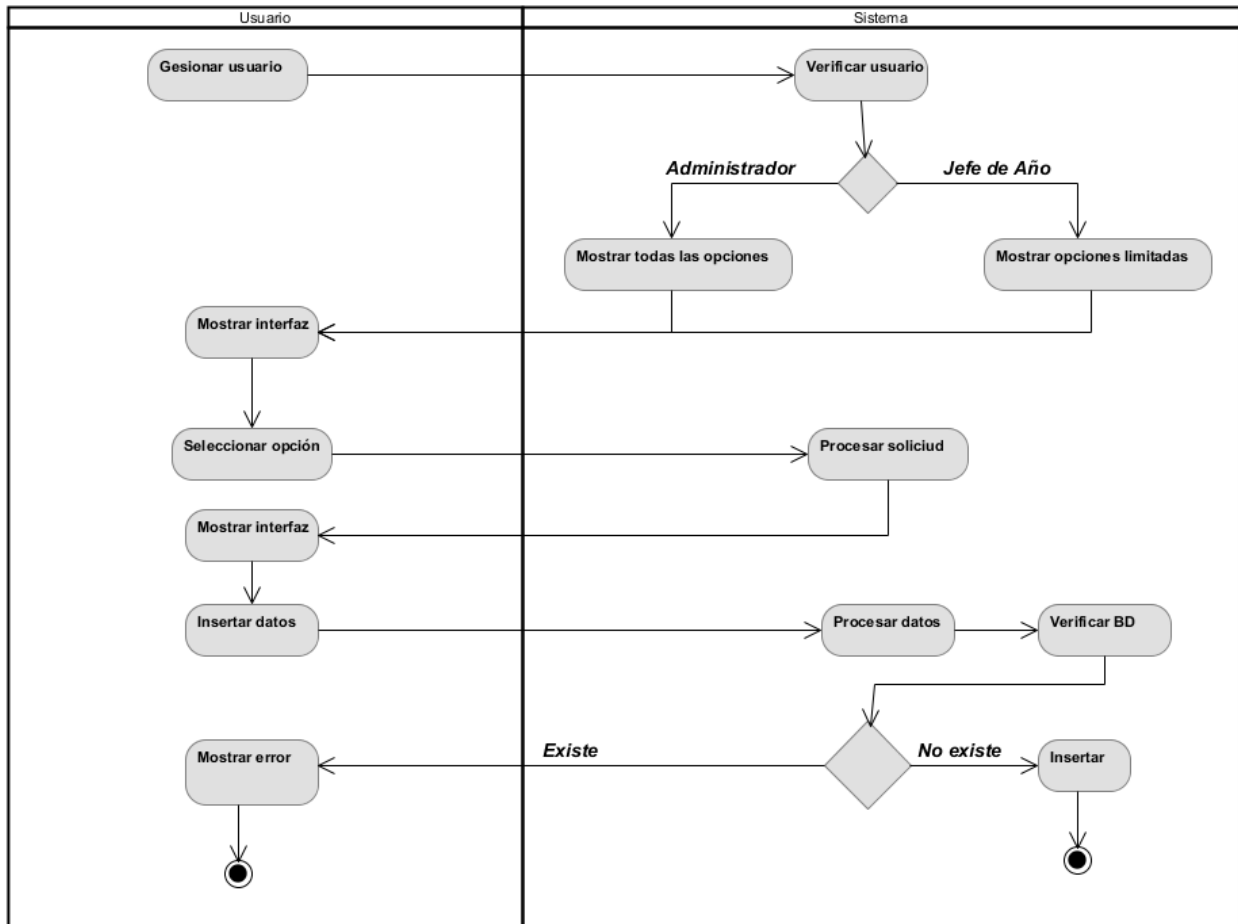 Usuario
Sistema
Gesionar usuario
Verificar usuario
Administrador
Jefe de Año
Mostrar todas las opciones
Mostrar opciones limitadas
Mostrar interfaz
Seleccionar opción
Procesar soliciud
Mostrar interfaz
Insertar datos
Procesar datos
Verificar BD
Existe
No existe
Mostrar error
Insertar